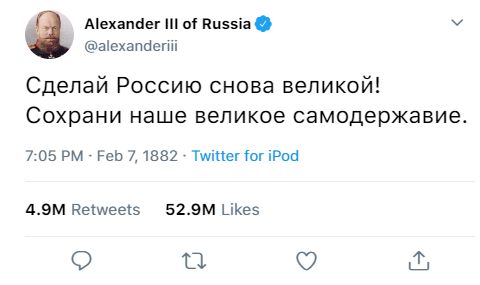 Alexander III of Russia
@alexanderiii
Сделай Россию снова великой!
Сохрани наше великое самодержавие.
7:05 PM · Feb 7, 1882 · Twitter for iPod
4.9M Retweets 52.9M Likes